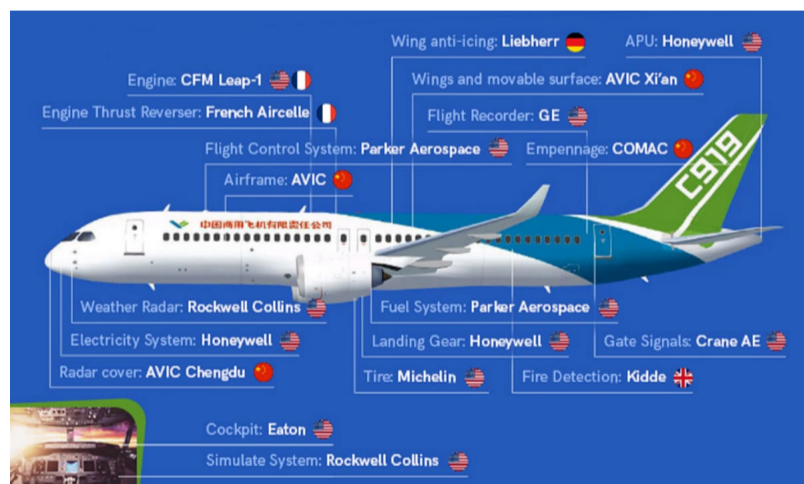 Wing anti-icing: Liebherr
APU: Honeywell
Engine: CFM Leap-1
Wings and movable surface: AVIC Xi'an
Engine Thrust Reverser: French Aircelle
Flight Recorder: GE
Flight Control System: Parker Aerospace
Empennage: COMAC
Airframe: AVIC
C919
中国商用飞机有限责任公司
Weather Radar: Rockwell Collins
Fuel System: Parker Aerospace
Electricity System: Honeywell
Landing Gear: Honeywell
Gate Signals: Crane AE
Radar cover: AVIC Chengdu
Tire: Michelin
Fire Detection: Kidde
Cockpit: Eaton
Simulate System: Rockwell Collins